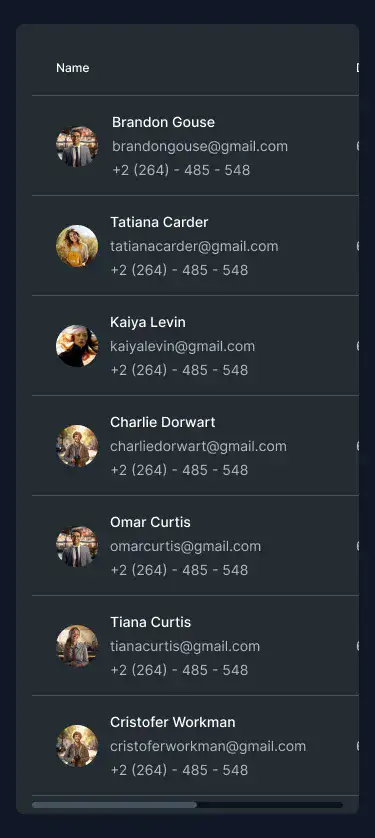 Name
Brandon Gouse
brandongouse@gmail.com
+2 (264) - 485 - 548
Tatiana Carder
tatianacarder@gmail.com
+2 (264) - 485 - 548
Kaiya Levin
kaiyalevin@gmail.com
+2 (264) - 485 - 548
Charlie Dorwart
charliedorwart@gmail.com
+2 (264) - 485 - 548
Omar Curtis
omarcurtis@gmail.com
+2 (264) - 485 - 548
Tiana Curtis
tianacurtis@gmail.com
+2 (264) - 485 - 548
Cristofer Workman
cristoferworkman@gmail.com
+2 (264) - 485 - 548